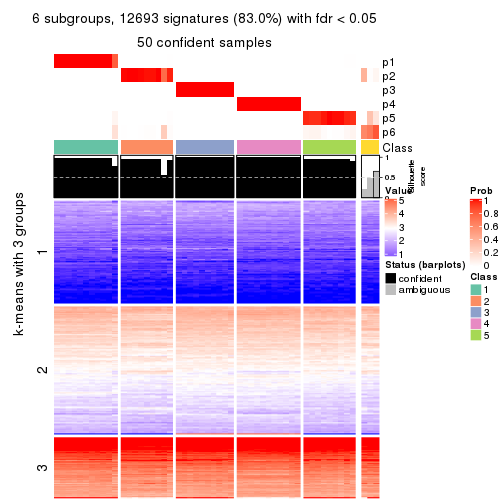 6 subgroups, 12693 signatures (83.0%) with fdr < 0.05
50 confident samples
p1
p2
p3
p4
p5
p6
Class
1
0.5
0
Silhouette
score
k-means with 3 groups
1
2
3
Value
5
4
3
2
1
Status (barplots)
confident
ambiguous
Prob
1
0.8
0.6
0.4
0.2
0
Class
1
2
3
4
5